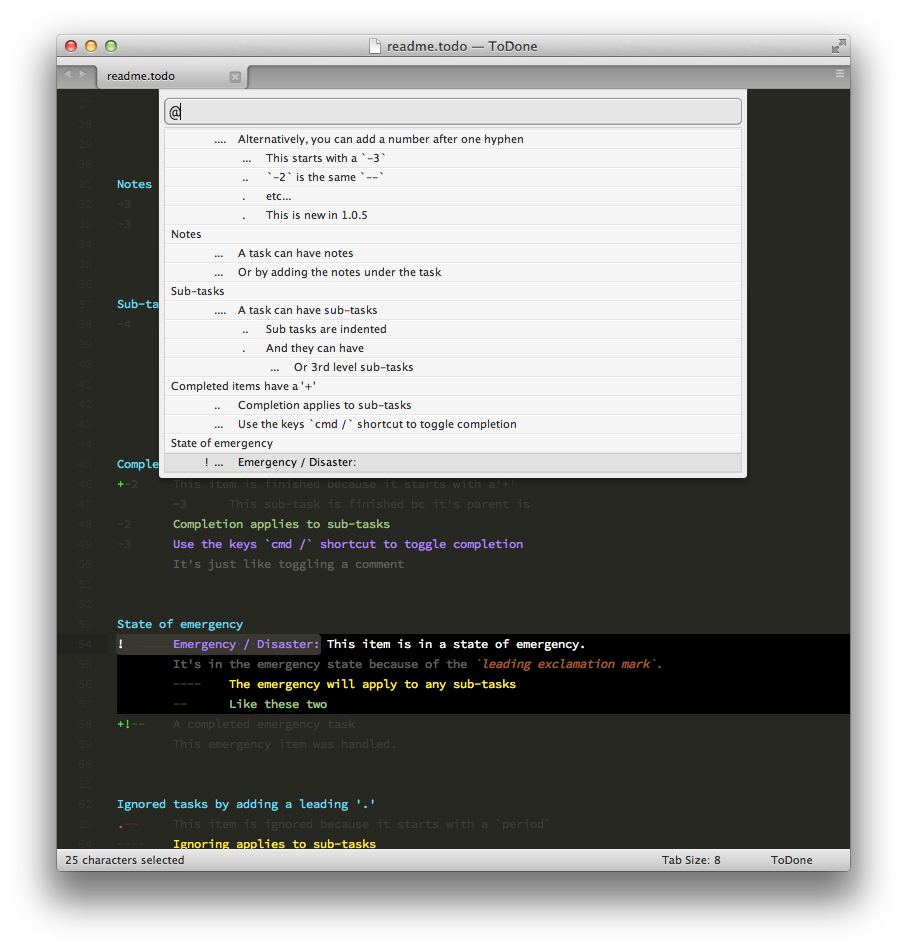 readme.todo — ToDone
readme.todo
@
.... Alternatively, you can add a number after one hyphen
... This starts with a `-3`
.. `-2` is the same `--`
. etc...
. This is new in 1.0.5
Notes
... A task can have notes
... Or by adding the notes under the task
Sub-tasks
.... A task can have sub-tasks
.. Sub tasks are indented
. And they can have
... Or 3rd level sub-tasks
Completed items have a '+'
.. Completion applies to sub-tasks
... Use the keys `cmd /` shortcut to toggle completion
State of emergency
! ... Emergency / Disaster:
27
28
29
30
31 Notes
32 -3
33 -3
34
35
36
37 Sub-ta
38 -4
39
40
41
42
43
44
45 Comple
46 +-2 This item is finished because it starts with a'+'
47 -3 This sub-task is finished bc it's parent is
48 -2 Completion applies to sub-tasks
49 -3 Use the keys `cmd /` shortcut to toggle completion
50 It's just like toggling a comment
51
52
53 State of emergency
54 ! Emergency / Disaster: This item is in a state of emergency.
55 It's in the emergency state because of the `leading exclamation mark`.
56 ---- The emergency will apply to any sub-tasks
57 -- Like these two
58 +!-- A completed emergency task
59 This emergency item was handled.
60
61
62 Ignored tasks by adding a leading '.'
63 .-- This item is ignored because it starts with a `period`
64 ---- Ignoring applies to sub-tasks
25 characters selected
Tab Size: 8
ToDone